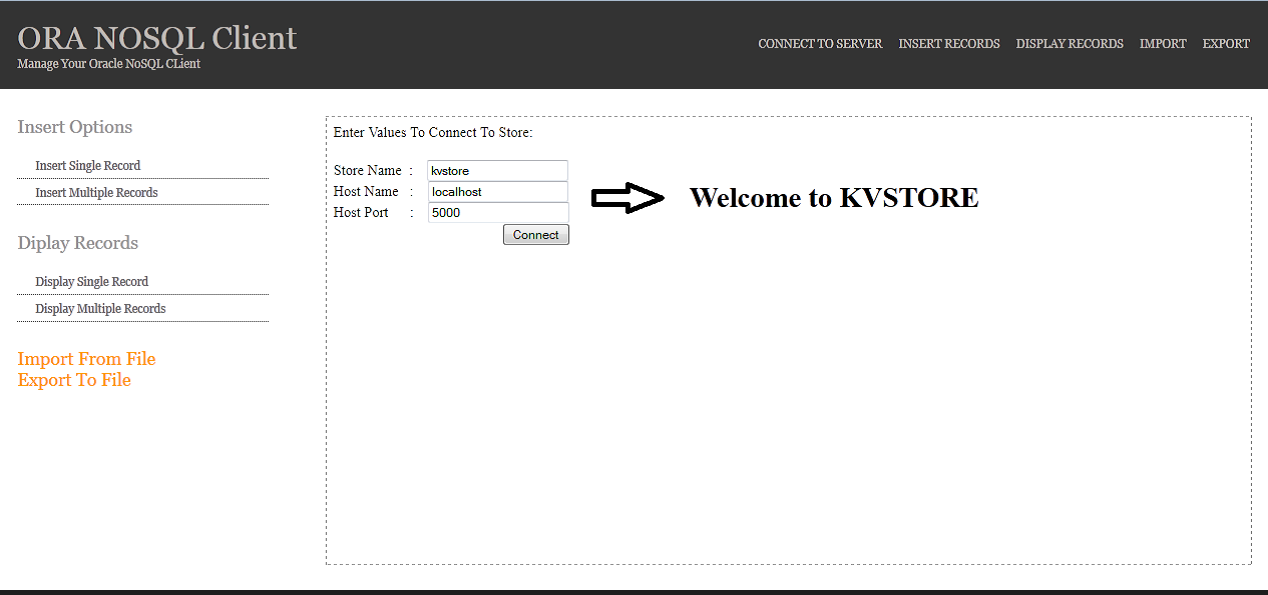 ORA NOSQL Client
Manage Your Oracle NoSQL CLient
CONNECT TO SERVER INSERT RECORDS DISPLAY RECORDS IMPORT EXPORT
Insert Options
Insert Single Record
Insert Multiple Records
Diplay Records
Display Single Record
Display Multiple Records
Import From File
Export To File
Enter Values To Connect To Store:
Store Name : kvstore
Host Name : localhost
Host Port : 5000
Connect
Welcome to KVSTORE